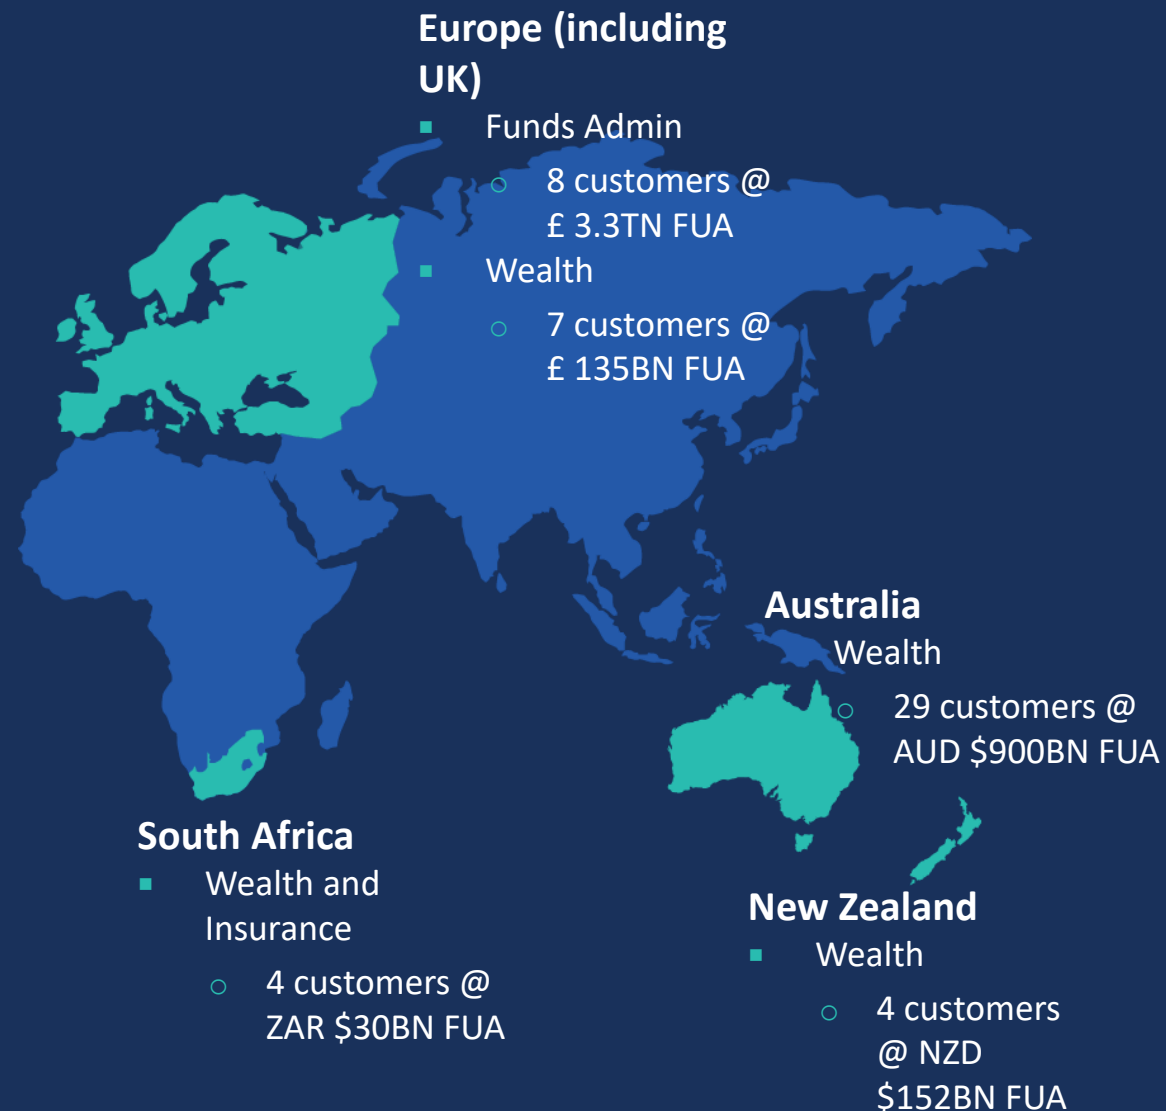 Europe (including
UK)
▪ Funds Admin
○ 8 customers @
£ 3.3TN FUA
▪ Wealth
○ 7 customers @
£ 135BN FUA
Australia
Wealth
○ 29 customers @
AUD $900BN FUA
South Africa
▪ Wealth and
Insurance
○ 4 customers @
ZAR $30BN FUA
New Zealand
▪ Wealth
○ 4 customers
@ NZD
$152BN FUA